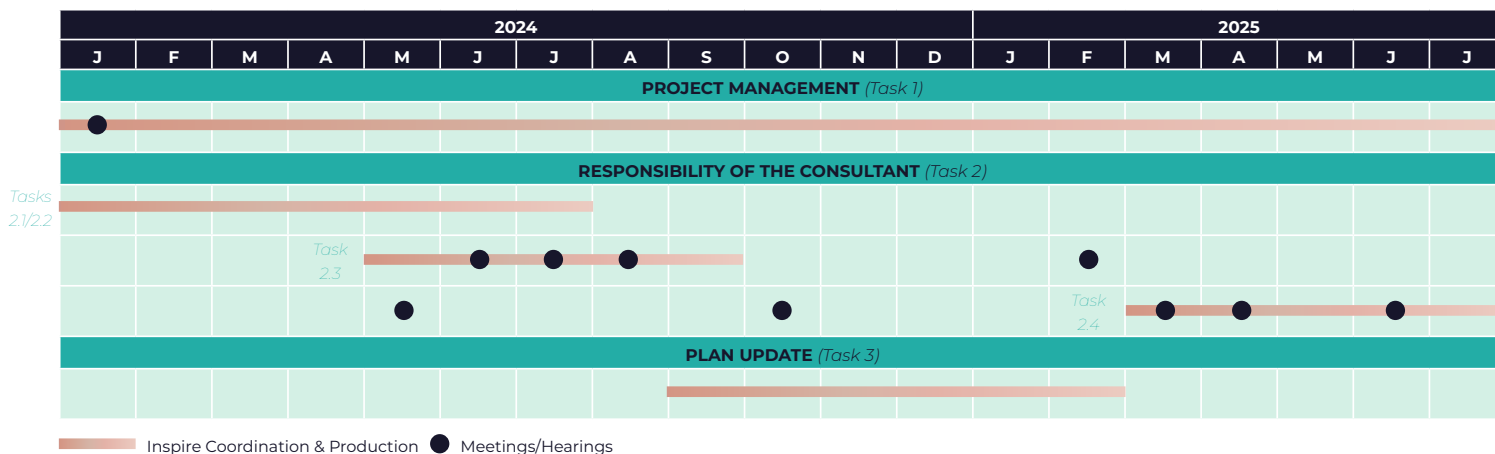 2024 2025
J F M A M J J A S O N D J F M A M J J
PROJECT MANAGEMENT (Task 1)
RESPONSIBILITY OF THE CONSULTANT (Task 2)
Tasks
2.1/2.2
Task
2.3
Task
2.4
PLAN UPDATE (Task 3)
Inspire Coordination & Production Meetings/Hearings